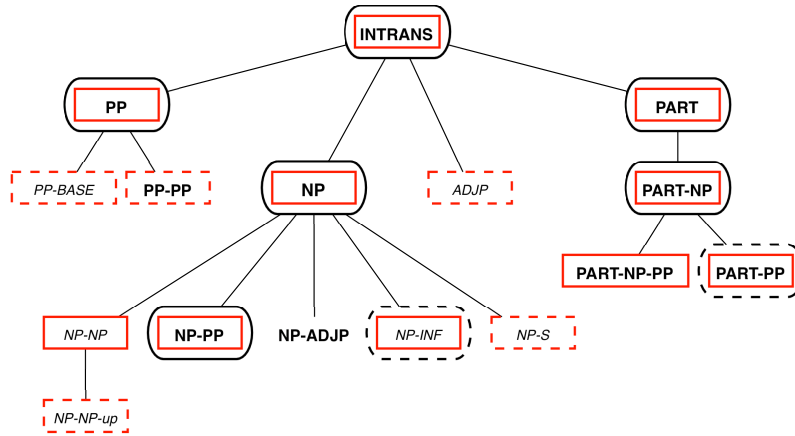 INTRANS
PP
PART
PP-BASE
PP-PP
NP
ADJP
PART-NP
PART-NP-PP
PART-PP
NP-NP
NP-PP
NP-ADJP
NP-INF
NP-S
NP-NP-up